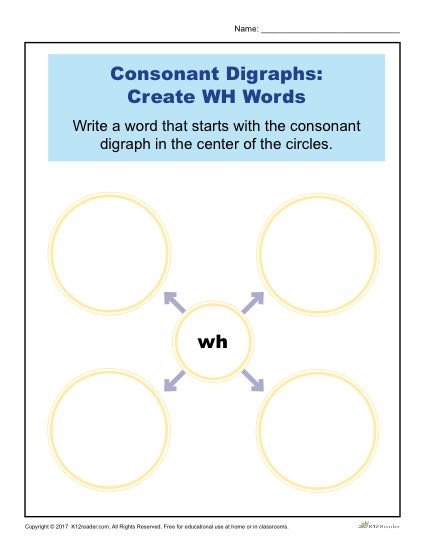 Name: ____________________
Consonant Digraphs:
Create WH Words
Write a word that starts with the consonant
digraph in the center of the circles.
wh
Copyright © 2017 K12reader.com. All Rights Reserved. Free for educational use at home or in classrooms.
K12Reader